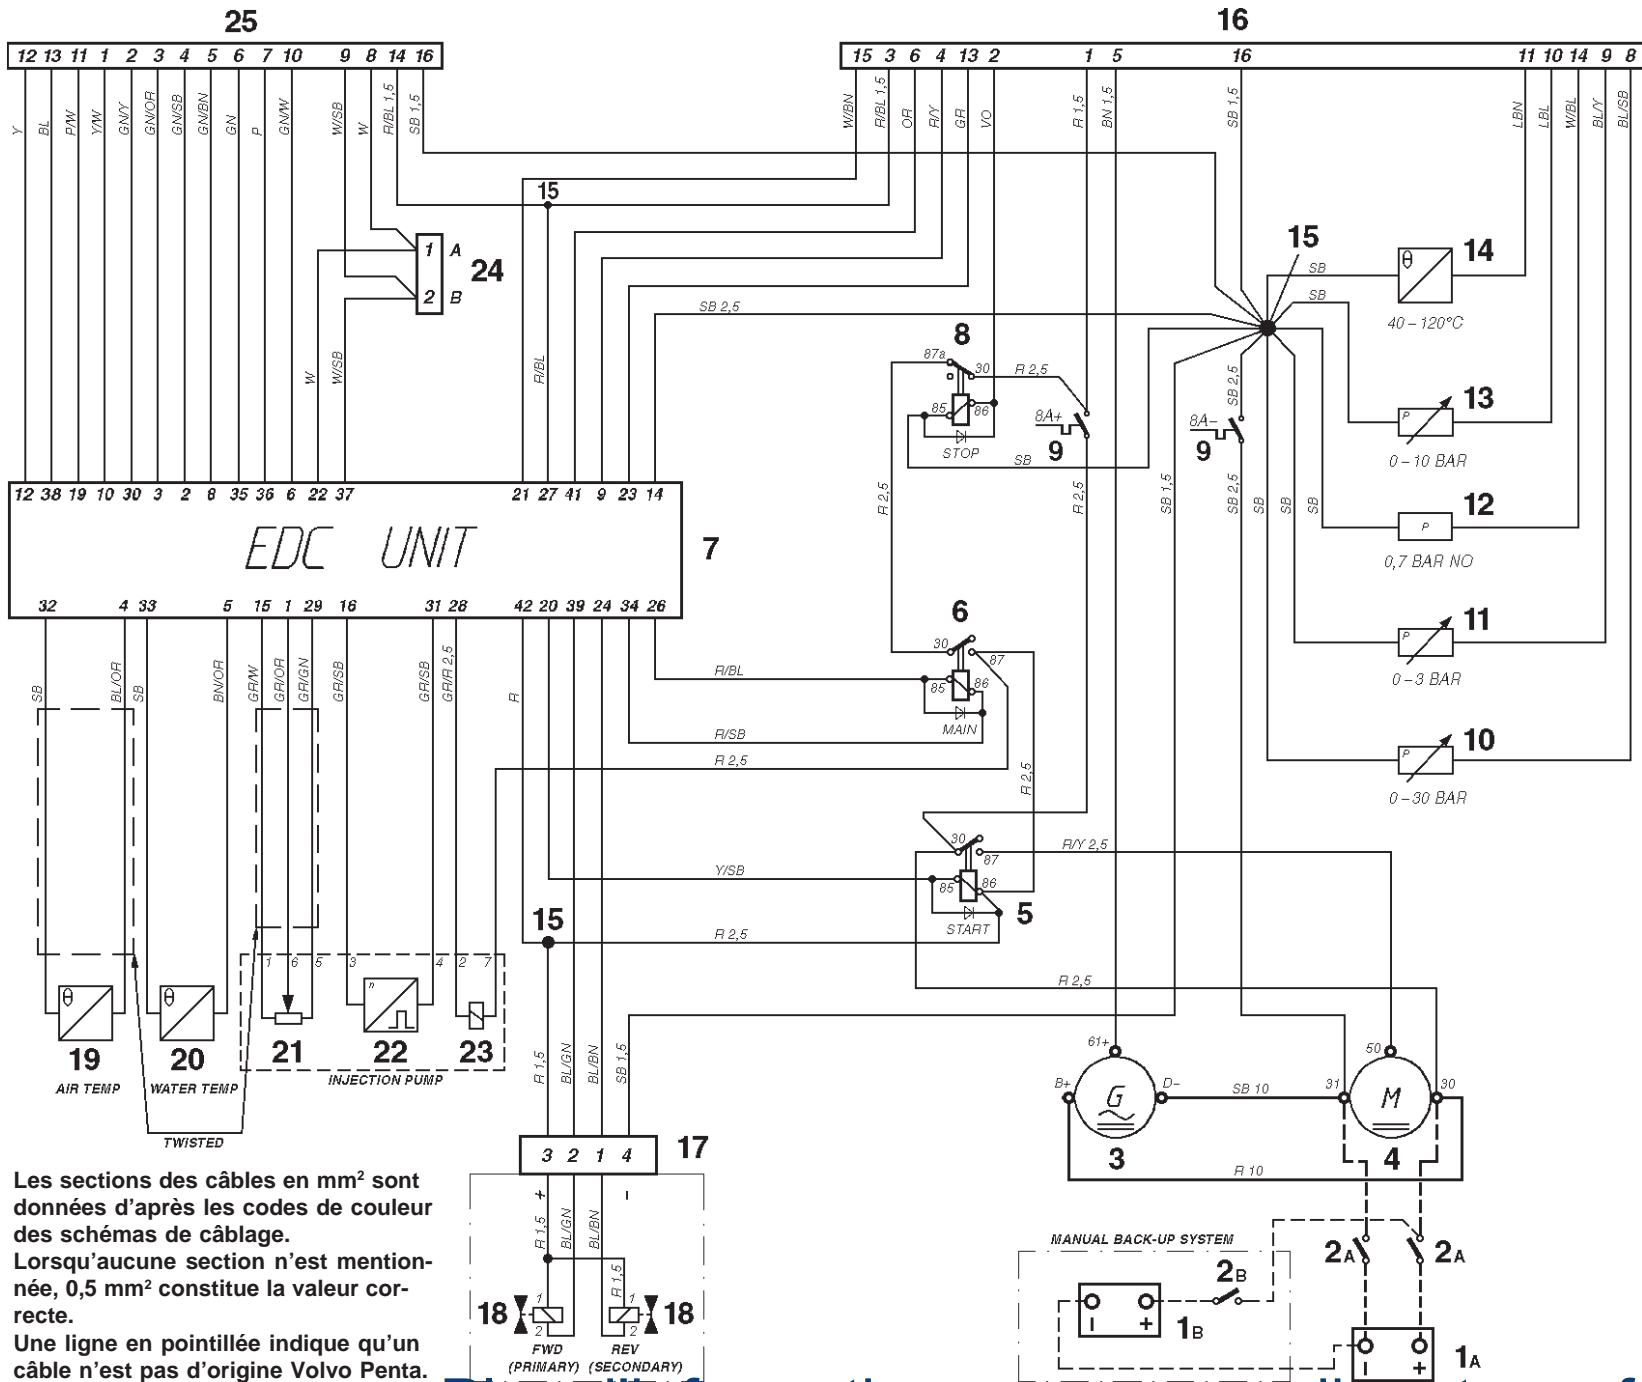 25
16
12 13 11 1 2 3 4 5 6 7 10 9 8 14 16
15 3 6 4 13 2 1 5 16 11 10 14 9 8
Y BL P/W Y/W GN/Y GN/OR GN/SB GN/BN GN P GN/W W/SB W R/BL 1,5 SB 1,5
W/BN R/BL 1,5 OR R/Y GR VO R 1,5 BN 1,5 SB 1,5 LBN LBL W/BL BL/Y BL/SB
15
1 A
24
2 B
W W/SB R/BL
SB 2,5
15
SB
14
40 – 120°C
SB
8
87a
30
R 2,5
85
86
STOP
8A+
9
SB
8A–
9
SB 2,5
13
P
0 – 10 BAR
R 2,5
R 2,5
SB 1,5
SB 2,5
SB
SB
SB
12
P
0,7 BAR NO
12 38 19 10 30 3 2 8 35 36 6 22 37 21 27 41 9 23 14
EDC UNIT
7
32 4 33 5 15 1 29 16 31 28 42 20 39 24 34 26
SB BL/OR SB BN/OR GR/W GR/OR GR/GN GR/SB GR/SB GR/R 2,5 R
6
30
87
R/BL
85
86
MAIN
R/SB
R 2,5
R 2,5
11
P
0 – 3 BAR
10
P
0 – 30 BAR
30
87
R/Y 2,5
Y/SB
85
86
START
5
15
R 2,5
R 2,5
1 6 5 3 4 2 7
n
19
20
21
22
23
AIR TEMP
WATER TEMP
INJECTION PUMP
TWISTED
R 1,5 BL/GN BL/BN SB 1,5
61+
B+
G
D–
SB 10
3
50
31
M
30
4
R 10
3 2 1 4
17
+ –
R 1,5 BL/GN BL/BN
R 1,5
1
2
1
2
18
18
FWD
(PRIMARY)
REV
(SECONDARY)
MANUAL BACK-UP SYSTEM
2B
2A
2A
– +
1B
– +
1A
Les sections des câbles en mm² sont
données d'après les codes de couleur
des schémas de câblage.
Lorsqu'aucune section n'est mention-
née, 0,5 mm² constitue la valeur cor-
recte.
Une ligne en pointillée indique qu'un
câble n'est pas d'origine Volvo Penta.